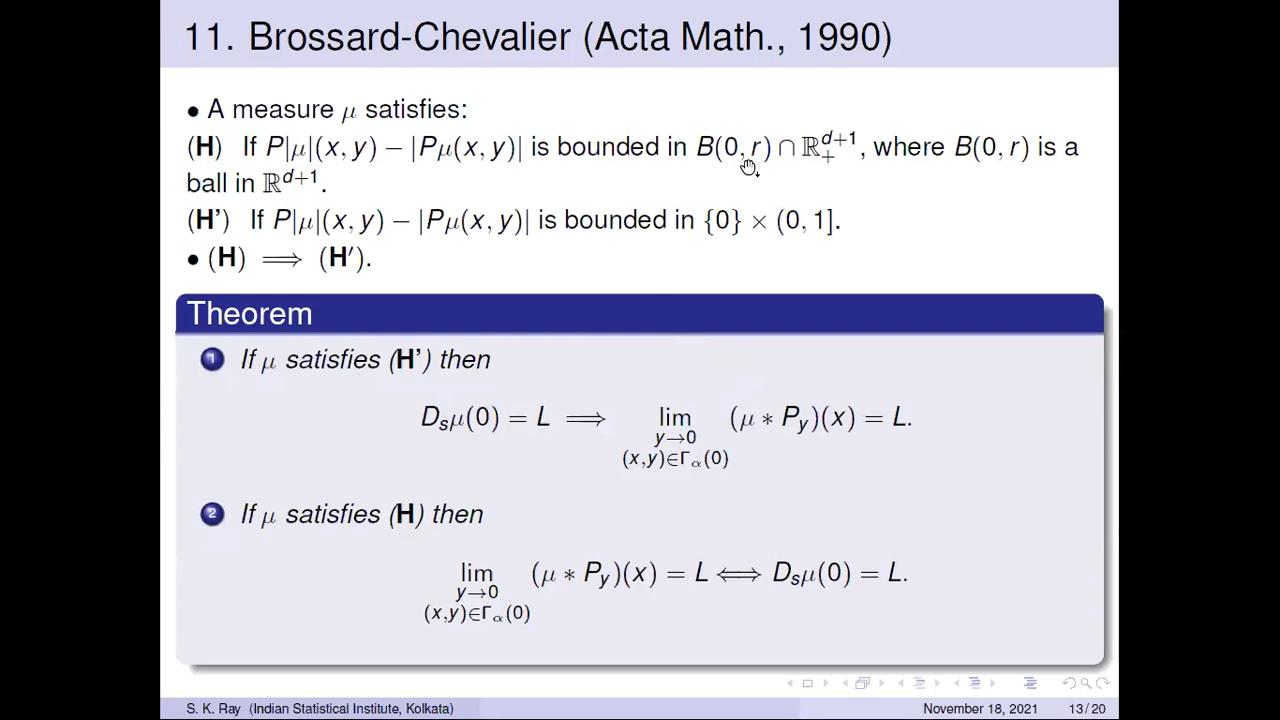 11. Brossard-Chevalier (Acta Math., 1990)
• A measure μ satisfies:
(H) If P|μ|(x, y) − |Pμ(x, y)| is bounded in B(0, r) ∩ ℝ₊ᵈ⁺¹, where B(0, r) is a
ball in ℝᵈ⁺¹.
(H') If P|μ|(x, y) − |Pμ(x, y)| is bounded in {0} × (0, 1].
• (H) ⟹ (H′).
Theorem
1 If μ satisfies (H') then
Dₛμ(0) = L ⟹ lim (μ ∗ P_y)(x) = L.
y→0
(x,y)∈Γ_α(0)
2 If μ satisfies (H) then
lim (μ ∗ P_y)(x) = L ⟺ Dₛμ(0) = L.
y→0
(x,y)∈Γ_α(0)
S. K. Ray (Indian Statistical Institute, Kolkata) November 18, 2021 13 / 20